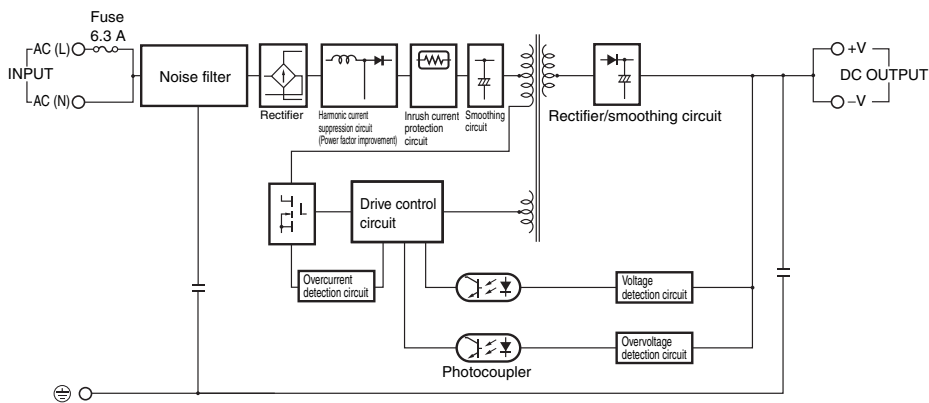 Fuse
6.3 A
AC (L)
INPUT
AC (N)
Noise filter
Rectifier
Harmonic current
suppression circuit
(Power factor improvement)
Inrush current
protection
circuit
Smoothing
circuit
Rectifier/smoothing circuit
+V
DC OUTPUT
−V
Drive control
circuit
Overcurrent
detection circuit
Voltage
detection circuit
Overvoltage
detection circuit
Photocoupler